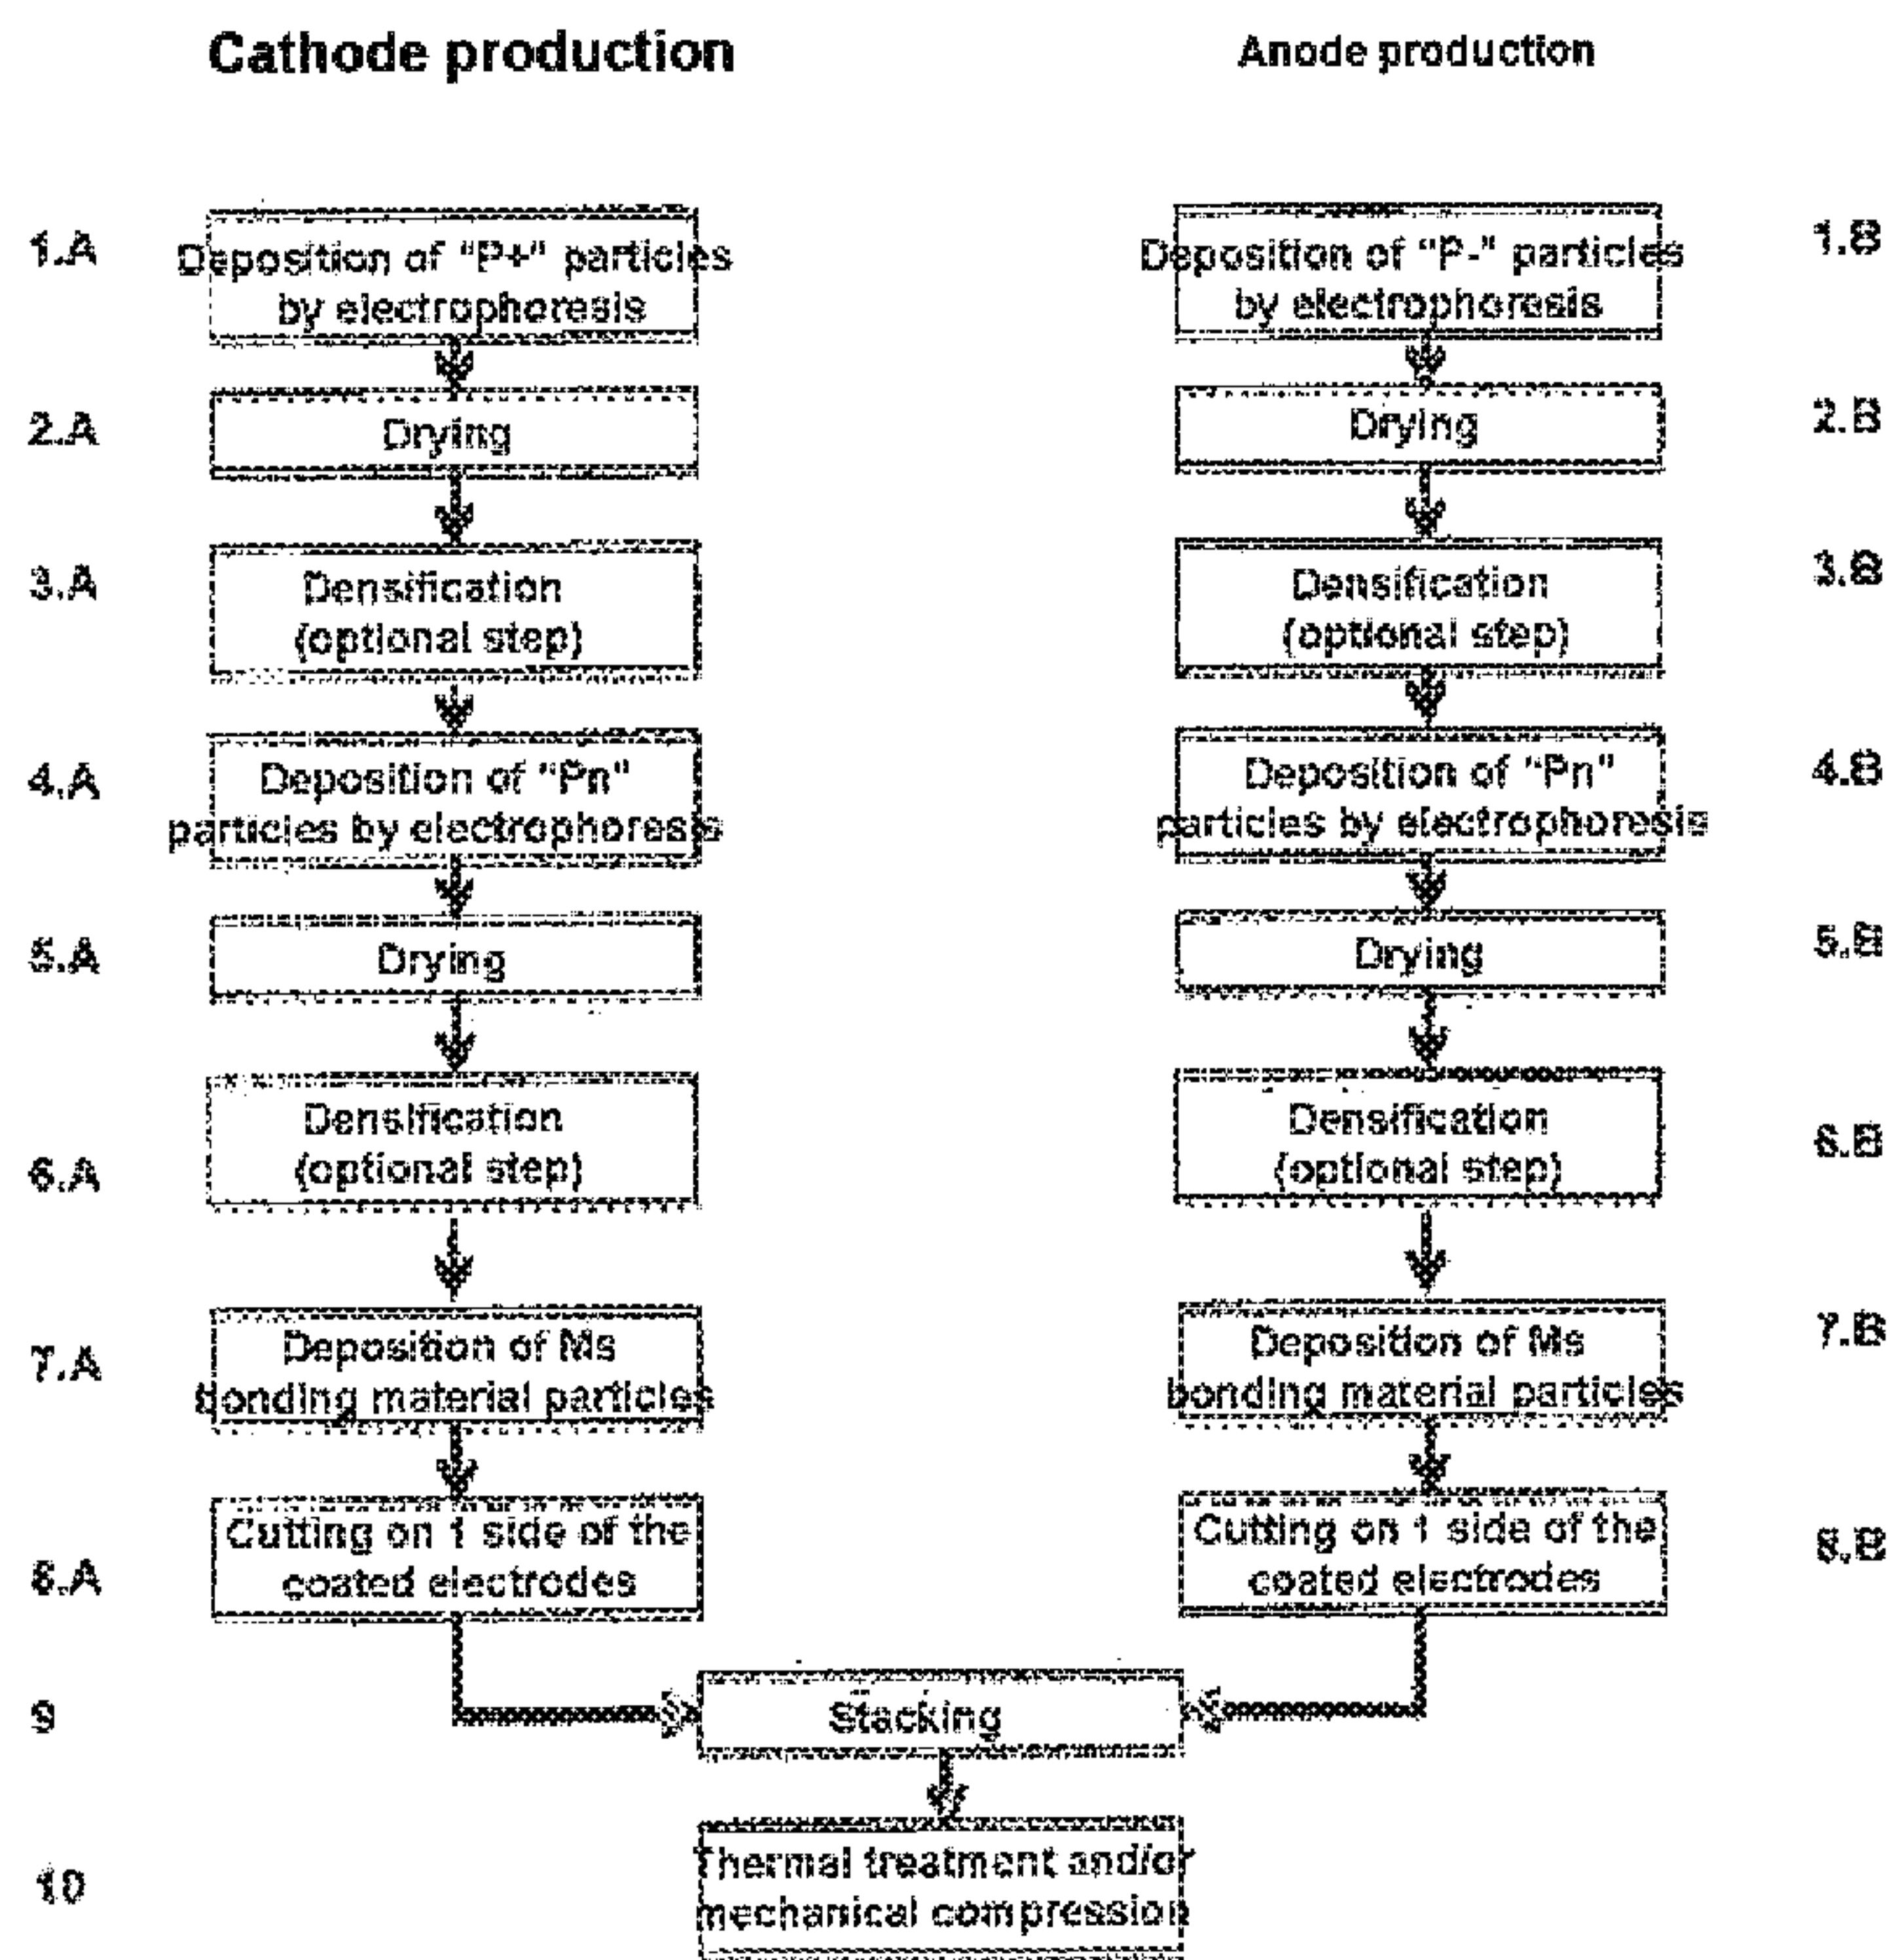 Cathode production
Anode production
1.A
Deposition of "P+" particles
by electrophoresis
Deposition of "P-" particles
by electrophoresis
1.B
2.A
Drying
Drying
2.B
3.A
Densification
(optional step)
Densification
(optional step)
3.B
4.A
Deposition of "Pn"
particles by electrophoresis
Deposition of "Pn"
particles by electrophoresis
4.B
5.A
Drying
Drying
5.B
6.A
Densification
(optional step)
Densification
(optional step)
6.B
7.A
Deposition of Ms
bonding material particles
Deposition of Ms
bonding material particles
7.B
8.A
Cutting on 1 side of the
coated electrodes
Cutting on 1 side of the
coated electrodes
8.B
9
Stacking
10
Thermal treatment and/or
mechanical compression